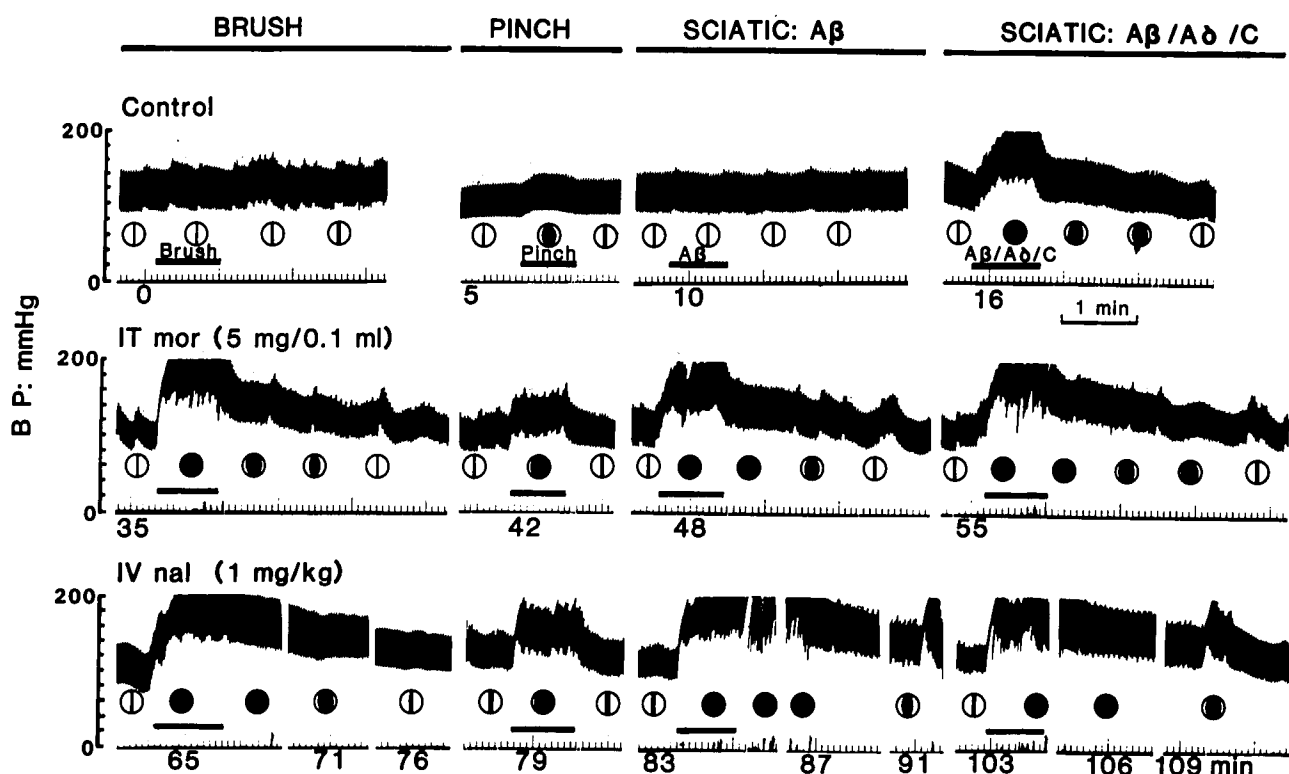 BRUSH PINCH SCIATIC: Aβ SCIATIC: Aβ/Aδ/C
Control
200
0
Brush Pinch Aβ Aβ/Aδ/C
0 5 10 16
1 min
B P: mmHg
IT mor (5 mg/0.1 ml)
200
0
35 42 48 55
IV nal (1 mg/kg)
200
0
65 71 76 79 83 87 91 103 106 109 min